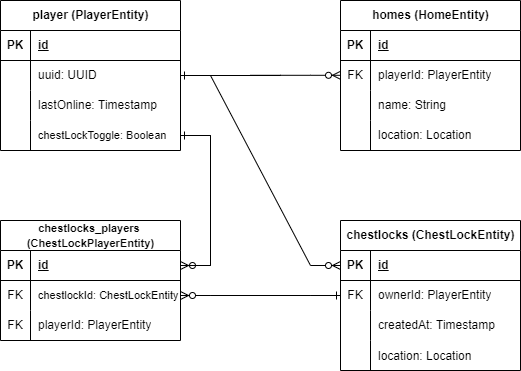 player (PlayerEntity)
PK id
uuid: UUID
lastOnline: Timestamp
chestLockToggle: Boolean
homes (HomeEntity)
PK id
FK playerId: PlayerEntity
name: String
location: Location
chestlocks_players
(ChestLockPlayerEntity)
PK id
FK chestlockId: ChestLockEntity
FK playerId: PlayerEntity
chestlocks (ChestLockEntity)
PK id
FK ownerId: PlayerEntity
createdAt: Timestamp
location: Location